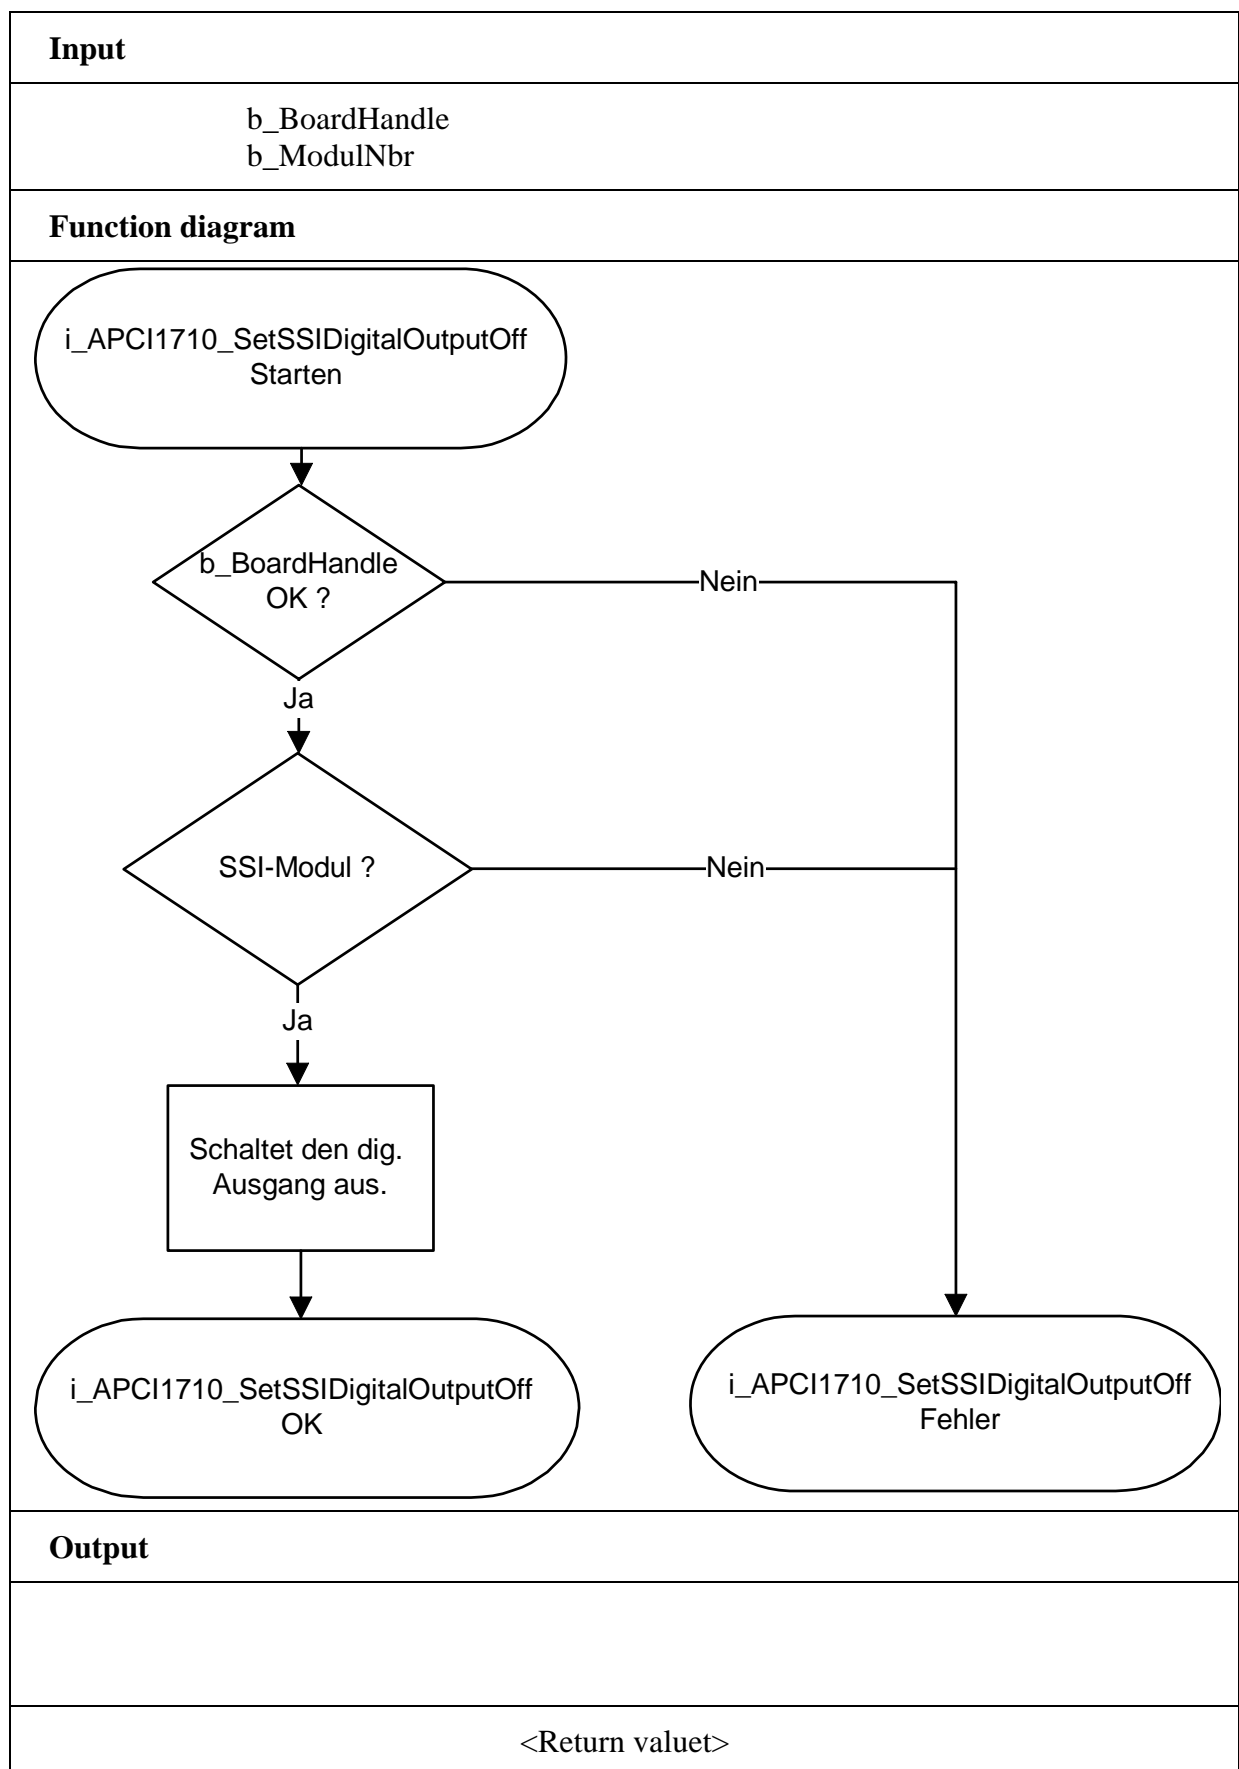 Input
b_BoardHandle
b_ModulNbr
Function diagram
i_APCI1710_SetSSIDigitalOutputOff
Starten
b_BoardHandle
OK ?
Nein
Ja
SSI-Modul ?
Nein
Ja
Schaltet den dig.
Ausgang aus.
i_APCI1710_SetSSIDigitalOutputOff
OK
i_APCI1710_SetSSIDigitalOutputOff
Fehler
Output
<Return valuet>